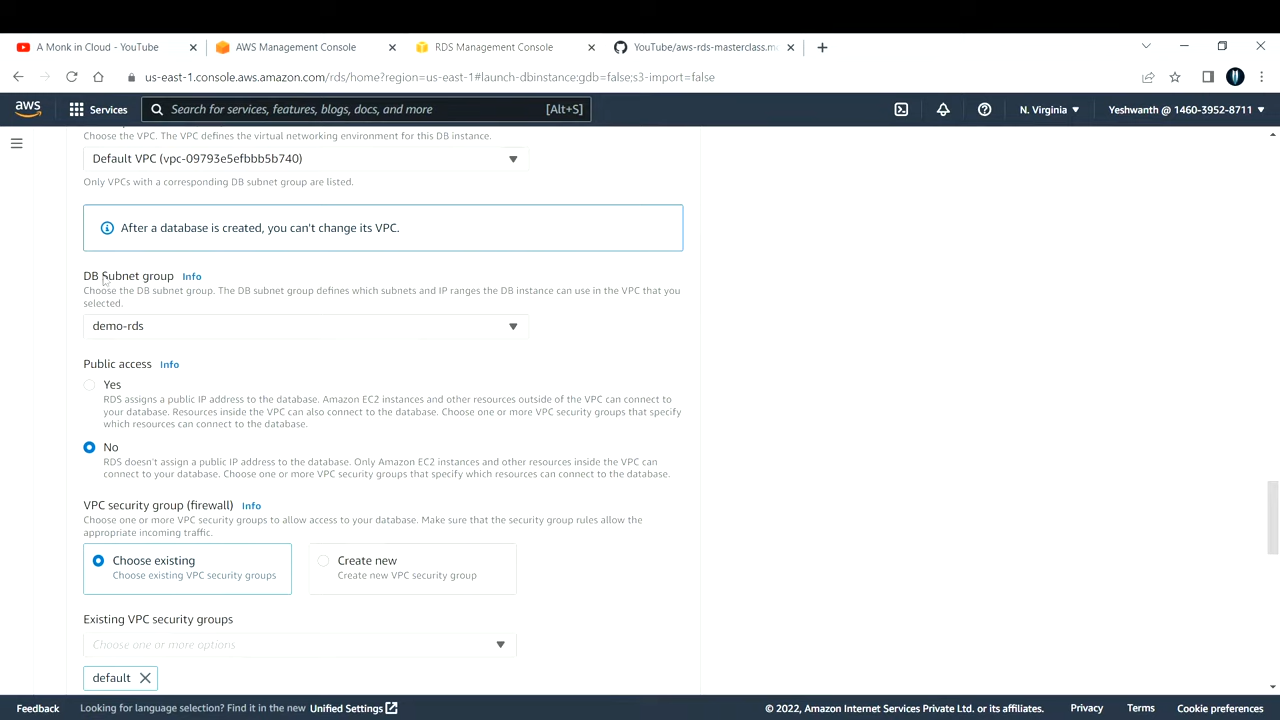 A Monk in Cloud - YouTube
AWS Management Console
RDS Management Console
YouTube/aws-rds-masterclass.m
us-east-1.console.aws.amazon.com/rds/home?region=us-east-1#launch-dbinstance:gdb=false;s3-import=false
aws
Services
Search for services, features, blogs, docs, and more
[Alt+S]
N. Virginia
Yeshwanth @ 1460-3952-8711
Choose the VPC. The VPC defines the virtual networking environment for this DB instance.
Default VPC (vpc-09793e5efbbb5b740)
Only VPCs with a corresponding DB subnet group are listed.
After a database is created, you can't change its VPC.
DB Subnet group Info
Choose the DB subnet group. The DB subnet group defines which subnets and IP ranges the DB instance can use in the VPC that you
selected.
demo-rds
Public access Info
Yes
RDS assigns a public IP address to the database. Amazon EC2 instances and other resources outside of the VPC can connect to
your database. Resources inside the VPC can also connect to the database. Choose one or more VPC security groups that specify
which resources can connect to the database.
No
RDS doesn't assign a public IP address to the database. Only Amazon EC2 instances and other resources inside the VPC can
connect to your database. Choose one or more VPC security groups that specify which resources can connect to the database.
VPC security group (firewall) Info
Choose one or more VPC security groups to allow access to your database. Make sure that the security group rules allow the
appropriate incoming traffic.
Choose existing
Choose existing VPC security groups
Create new
Create new VPC security group
Existing VPC security groups
Choose one or more options
default
Feedback
Looking for language selection? Find it in the new Unified Settings
© 2022, Amazon Internet Services Private Ltd. or its affiliates.
Privacy
Terms
Cookie preferences